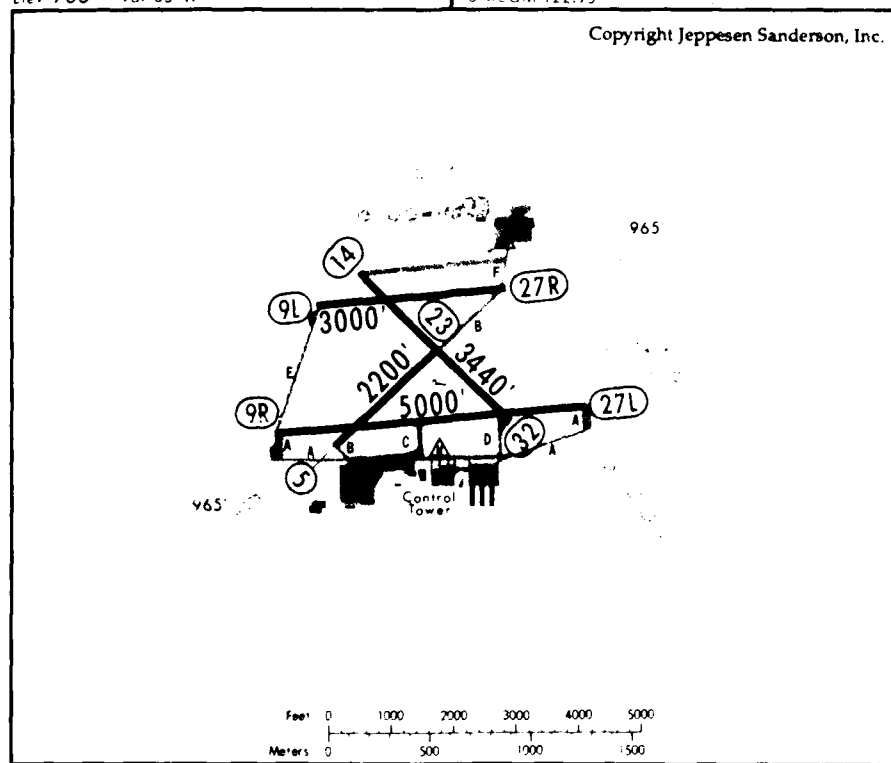 Copyright Jeppesen Sanderson, Inc.
965'
14
F
27R
9L
3000'
23
B
E
2200'
3440'
5000'
27L
9R
A
A
A
B
C
D
32
A
5
Control
Tower
965'
Feet 0 1000 2000 3000 4000 5000
Meters 0 500 1000 1500